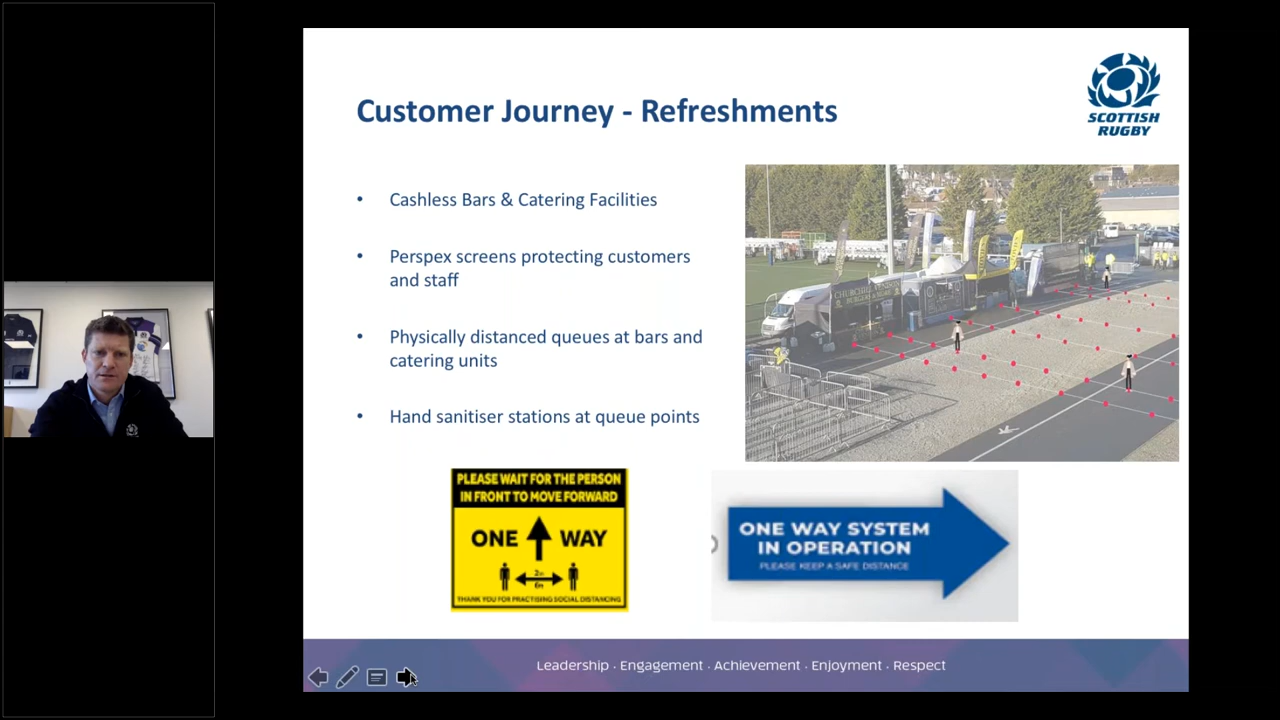 Customer Journey - Refreshments
SCOTTISH
RUGBY
• Cashless Bars & Catering Facilities
• Perspex screens protecting customers
and staff
• Physically distanced queues at bars and
catering units
• Hand sanitiser stations at queue points
CHURCHILL VENDING
PLEASE WAIT FOR THE PERSON
IN FRONT TO MOVE FORWARD
ONE WAY
2m
6ft
THANK YOU FOR PRACTISING SOCIAL DISTANCING
ONE WAY SYSTEM
IN OPERATION
PLEASE KEEP A SAFE DISTANCE
Leadership · Engagement · Achievement · Enjoyment · Respect